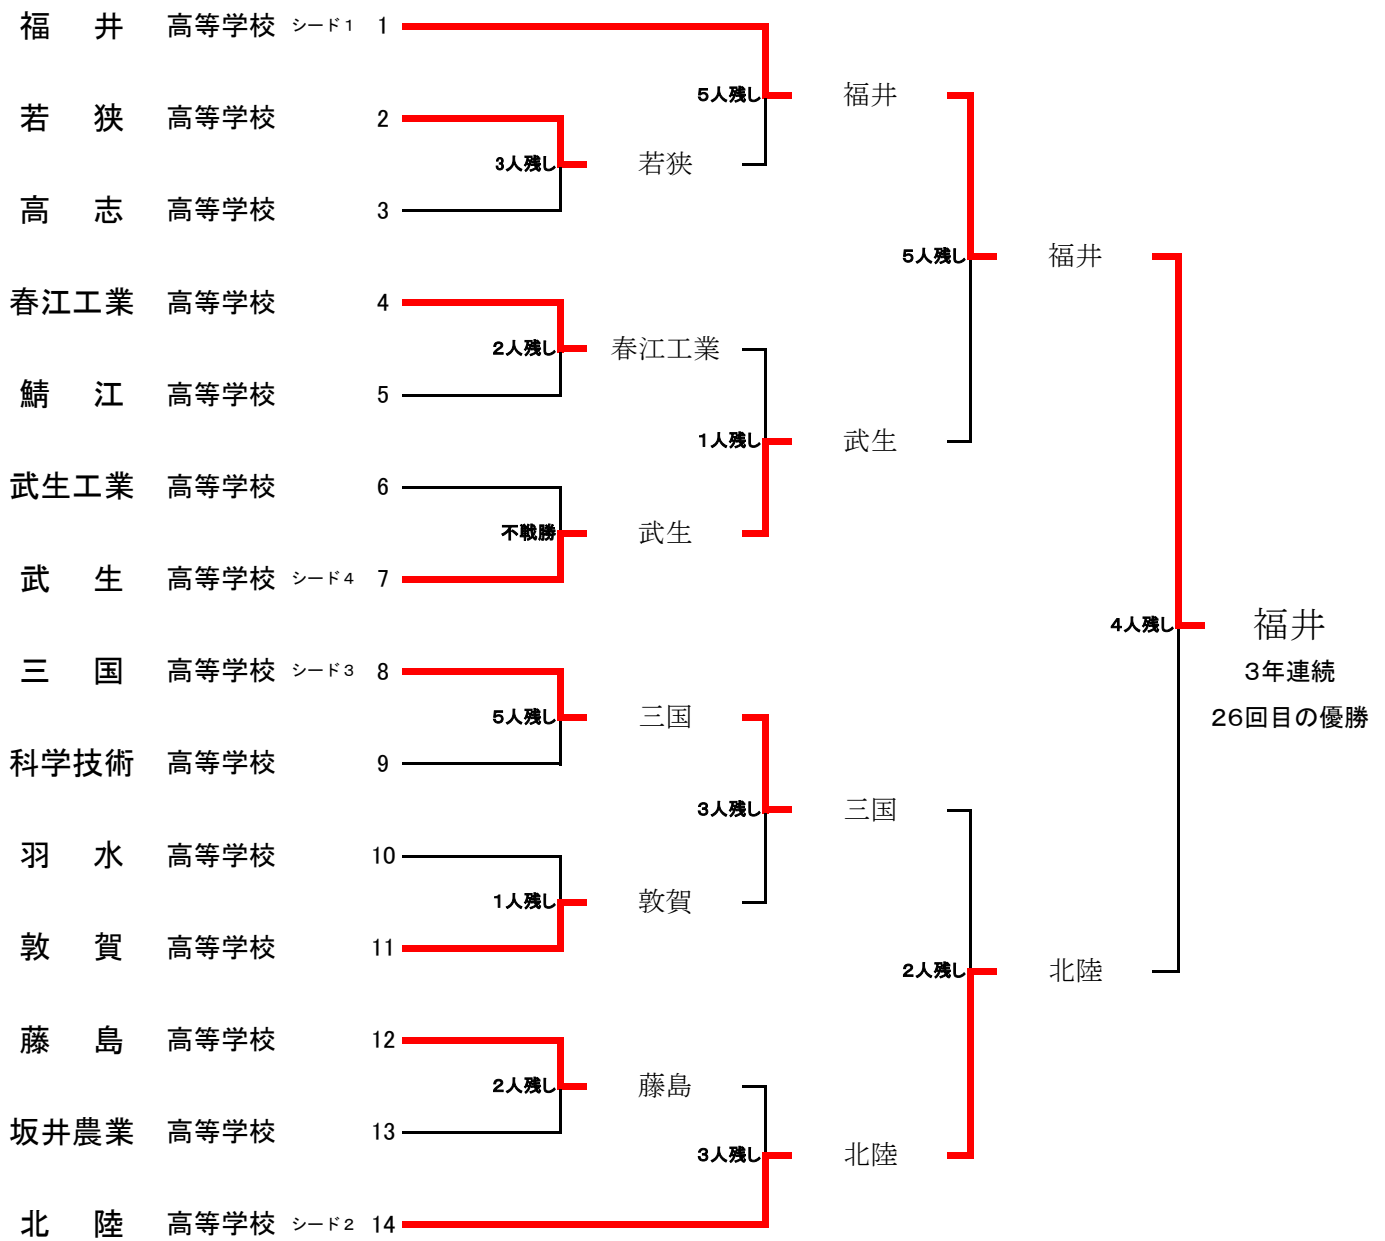 福 井 高等学校 シード1 1
5人残し 福井
若 狭 高等学校 2
3人残し 若狭
高 志 高等学校 3
5人残し 福井
春江工業 高等学校 4
2人残し 春江工業
鯖 江 高等学校 5
1人残し 武生
武生工業 高等学校 6
不戦勝 武生
武 生 高等学校 シード4 7
4人残し 福井
三 国 高等学校 シード3 8
3年連続
5人残し 三国
26回目の優勝
科学技術 高等学校 9
3人残し 三国
羽 水 高等学校 10
1人残し 敦賀
敦 賀 高等学校 11
2人残し 北陸
藤 島 高等学校 12
2人残し 藤島
坂井農業 高等学校 13
3人残し 北陸
北 陸 高等学校 シード2 14